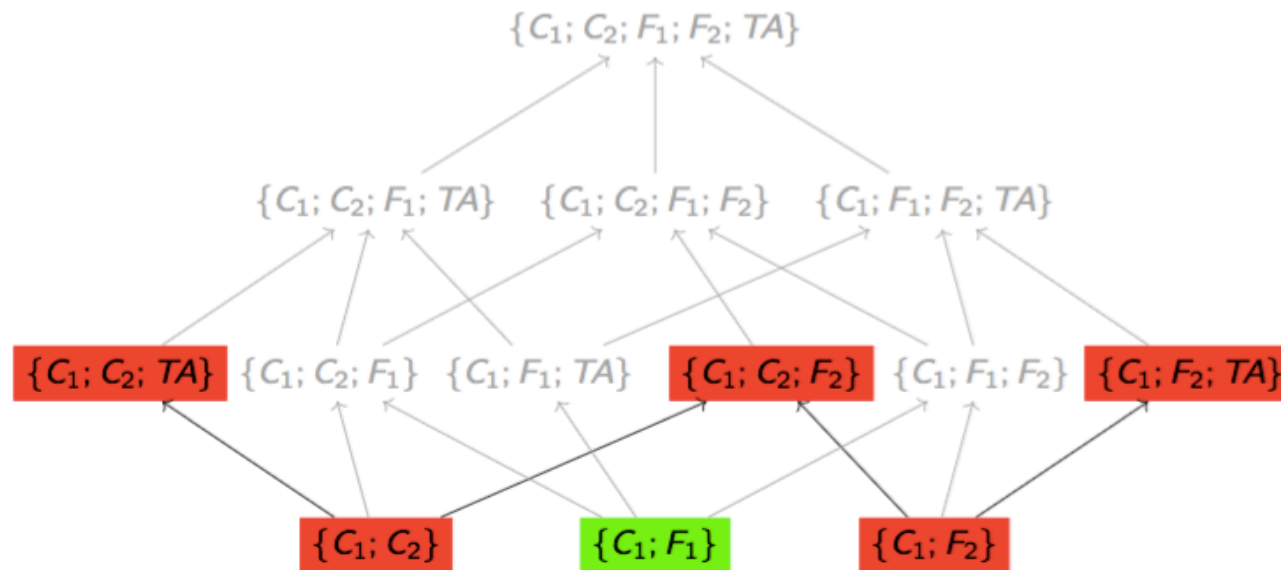 {C₁; C₂; F₁; F₂; TA}
{C₁; C₂; F₁; TA} {C₁; C₂; F₁; F₂} {C₁; F₁; F₂; TA}
{C₁; C₂; TA} {C₁; C₂; F₁} {C₁; F₁; TA} {C₁; C₂; F₂} {C₁; F₁; F₂} {C₁; F₂; TA}
{C₁; C₂} {C₁; F₁} {C₁; F₂}